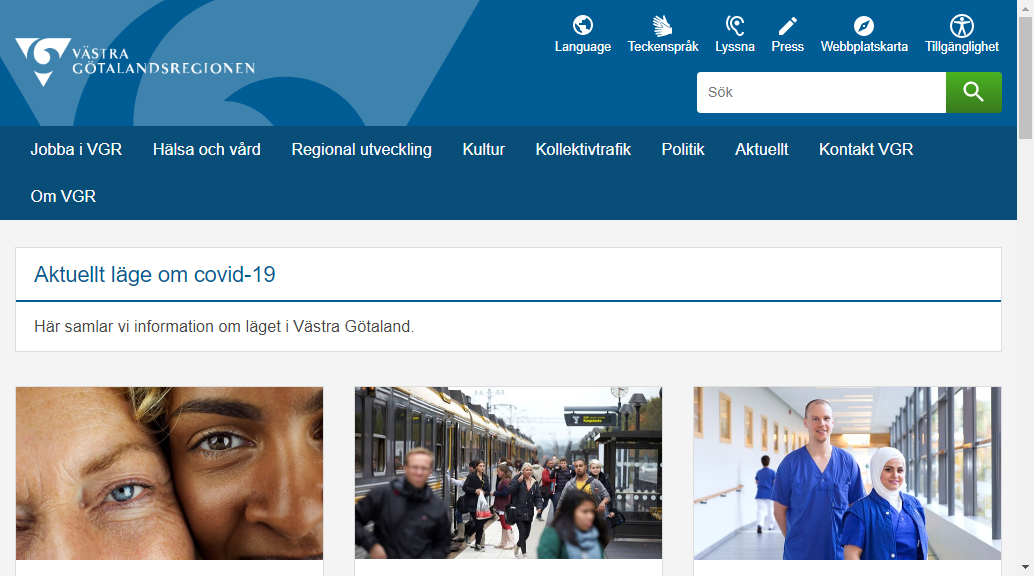 VÄSTRA
GÖTALANDSREGIONEN
Language Teckenspråk Lyssna Press Webbplatskarta Tillgänglighet
Sök
Jobba i VGR Hälsa och vård Regional utveckling Kultur Kollektivtrafik Politik Aktuellt Kontakt VGR
Om VGR
Aktuellt läge om covid-19
Här samlar vi information om läget i Västra Götaland.